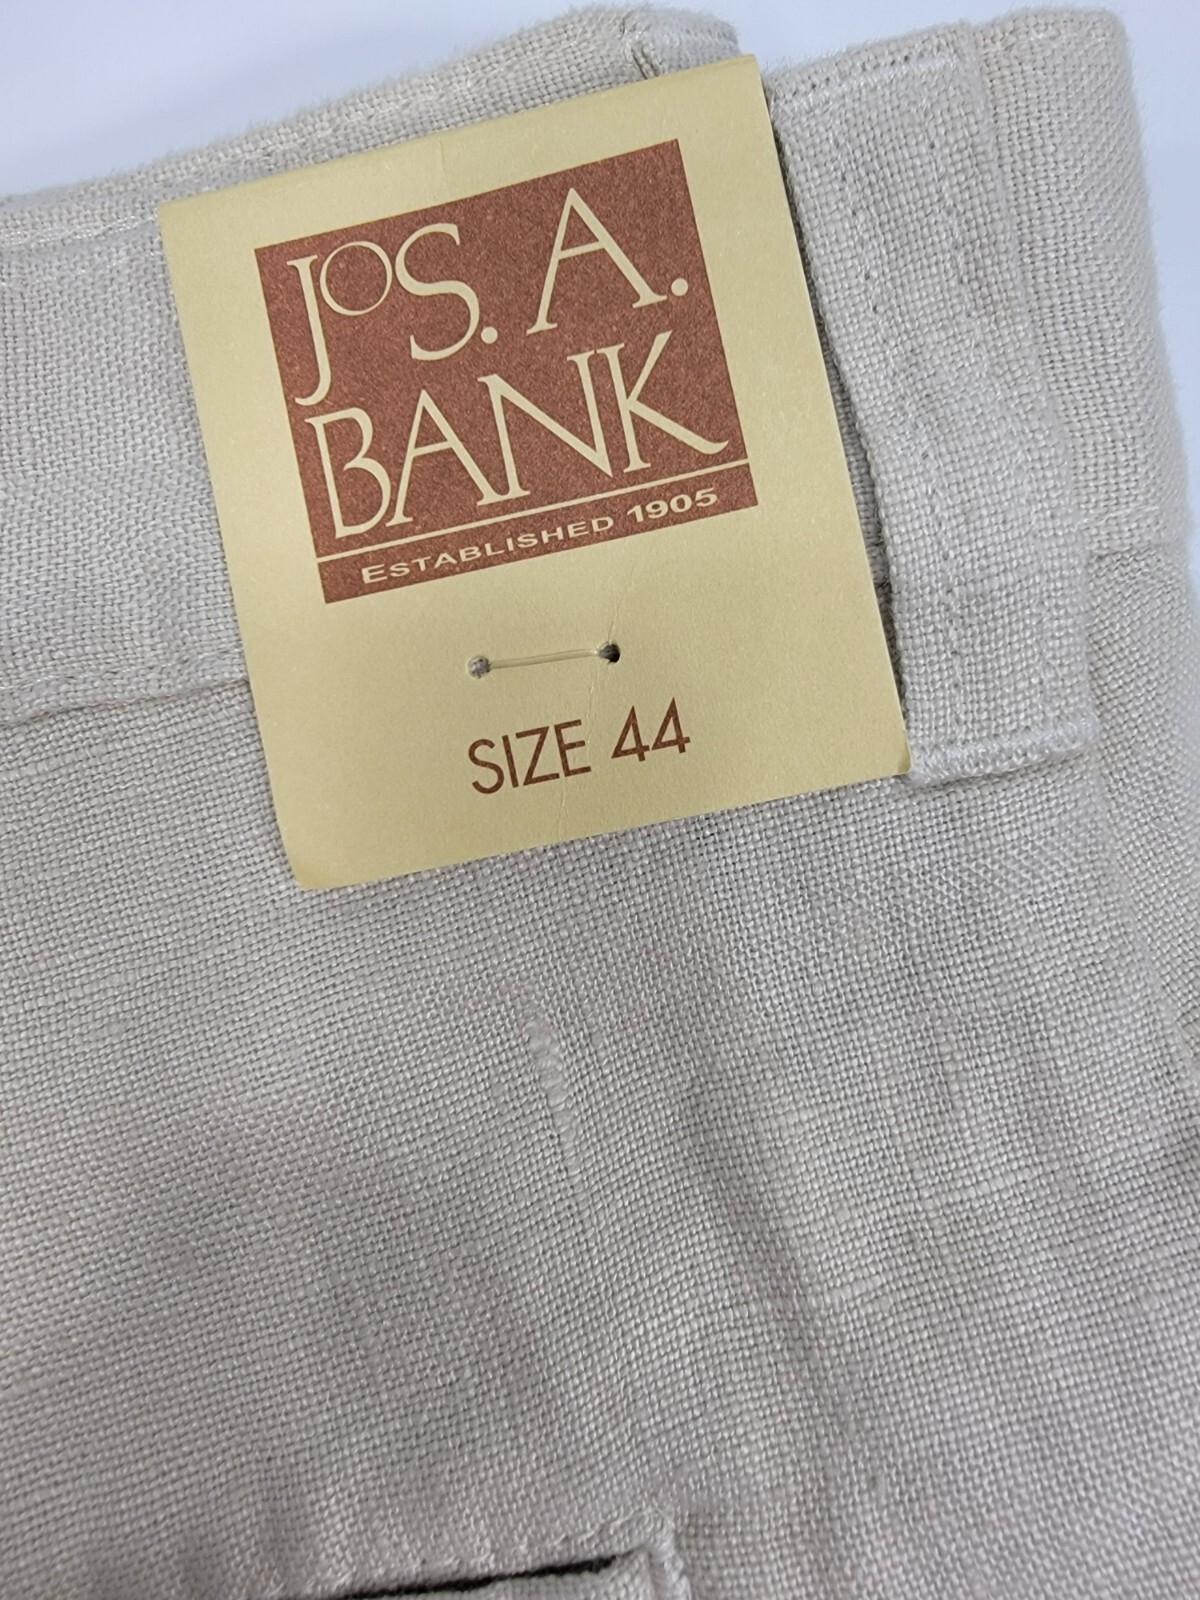 JOS. A.
BANK
ESTABLISHED 1905
SIZE 44